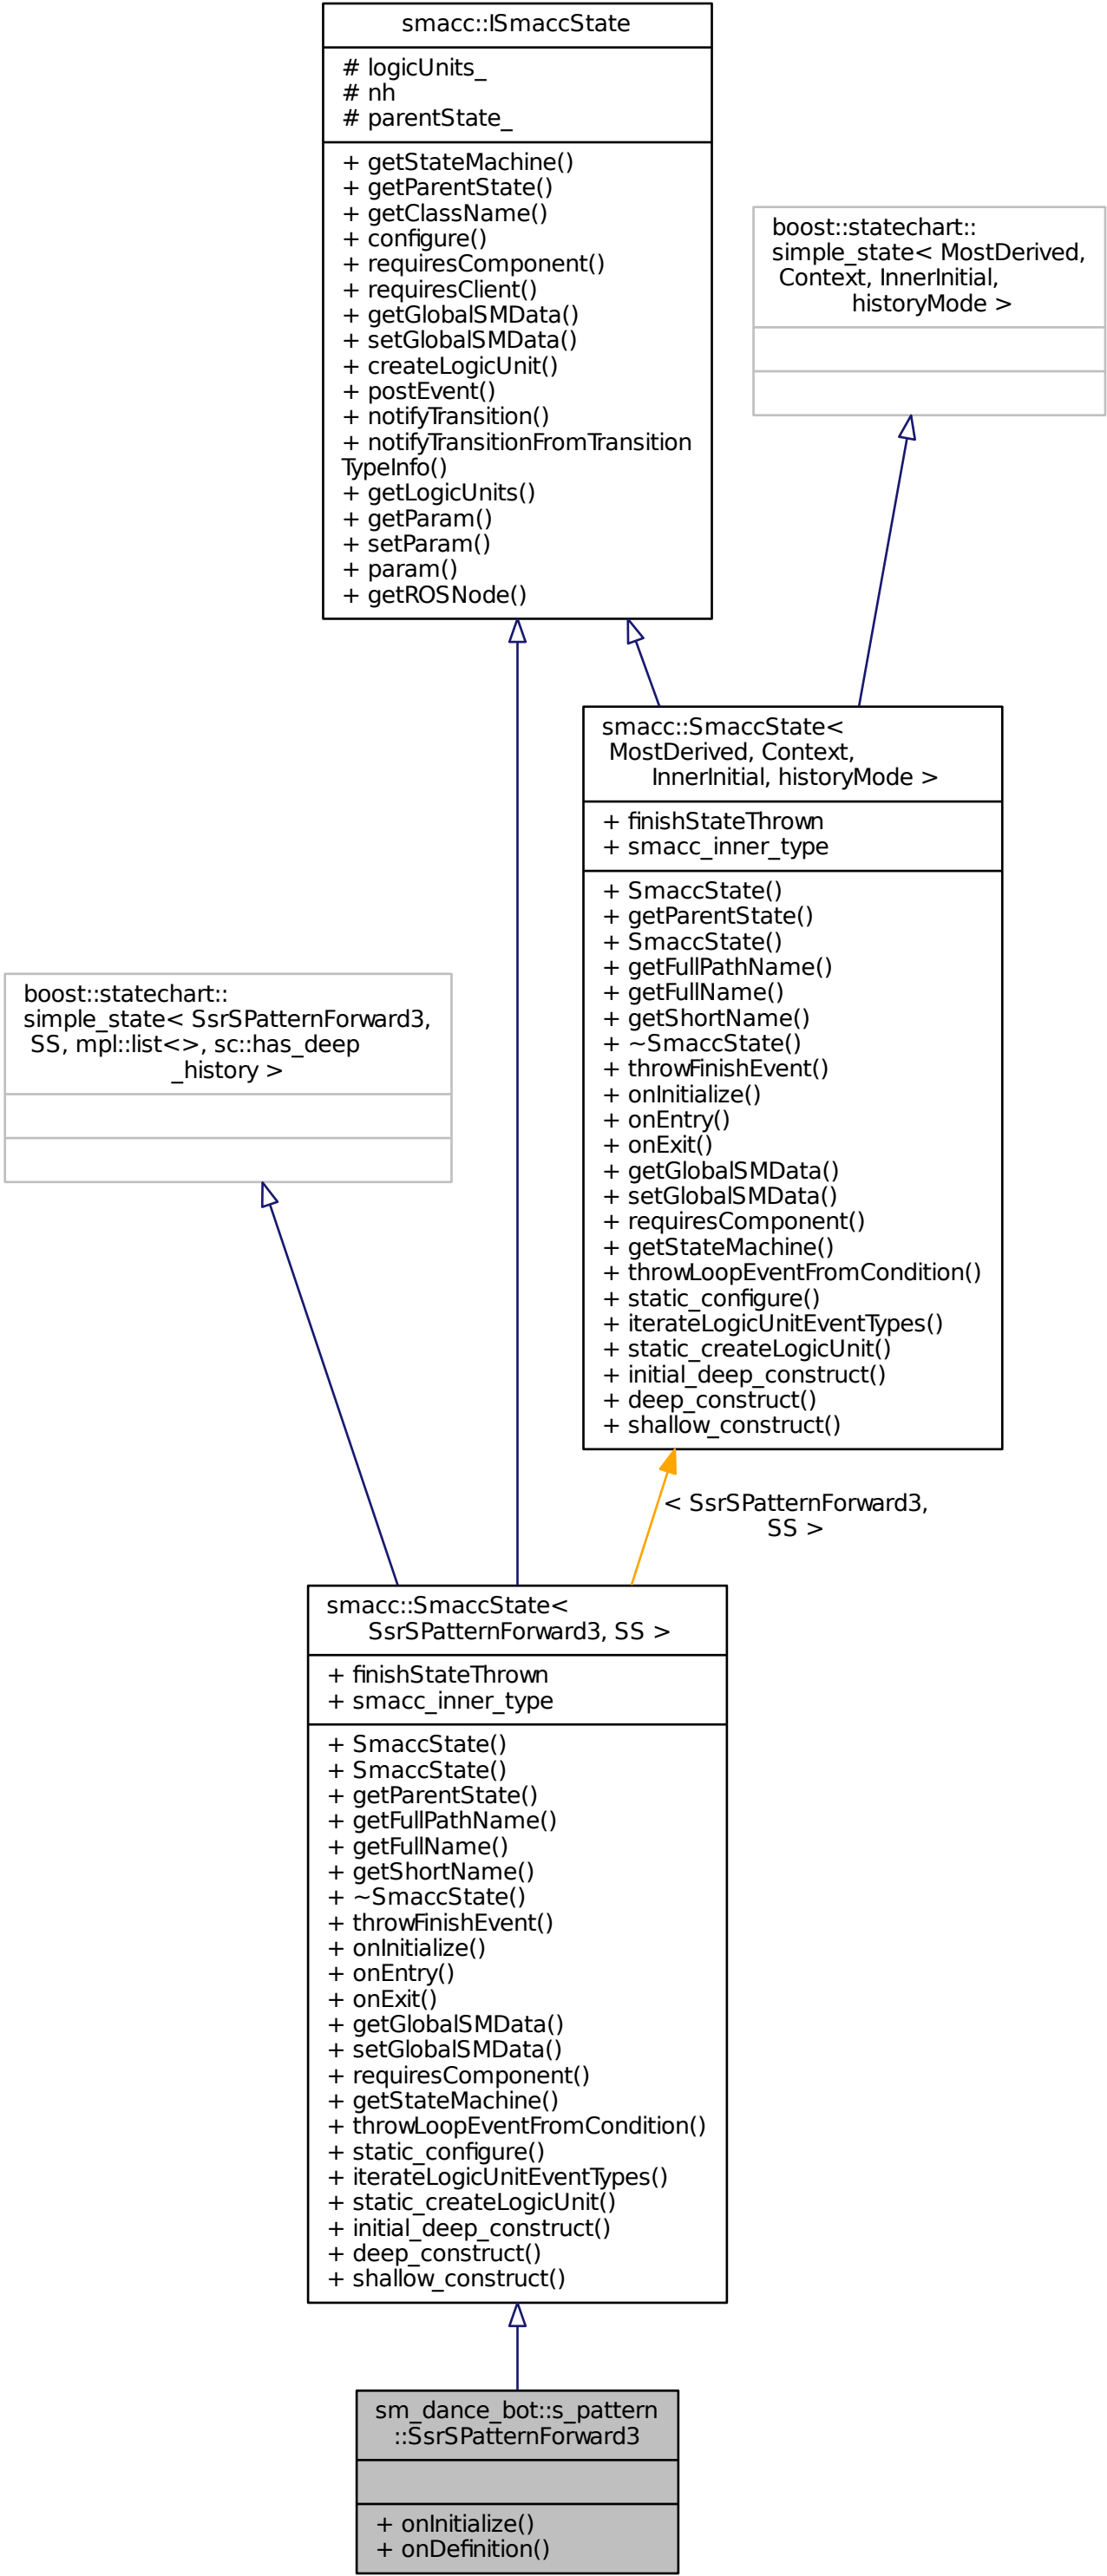 smacc::ISmaccState
# logicUnits_
# nh
# parentState_
+ getStateMachine()
+ getParentState()
+ getClassName()
+ configure()
+ requiresComponent()
+ requiresClient()
+ getGlobalSMData()
+ setGlobalSMData()
+ createLogicUnit()
+ postEvent()
+ notifyTransition()
+ notifyTransitionFromTransition
TypeInfo()
+ getLogicUnits()
+ getParam()
+ setParam()
+ param()
+ getROSNode()
boost::statechart::
simple_state< MostDerived,
Context, InnerInitial,
historyMode >
smacc::SmaccState<
MostDerived, Context,
InnerInitial, historyMode >
+ finishStateThrown
+ smacc_inner_type
+ SmaccState()
+ getParentState()
+ SmaccState()
+ getFullPathName()
+ getFullName()
+ getShortName()
+ ~SmaccState()
+ throwFinishEvent()
+ onInitialize()
+ onEntry()
+ onExit()
+ getGlobalSMData()
+ setGlobalSMData()
+ requiresComponent()
+ getStateMachine()
+ throwLoopEventFromCondition()
+ static_configure()
+ iterateLogicUnitEventTypes()
+ static_createLogicUnit()
+ initial_deep_construct()
+ deep_construct()
+ shallow_construct()
boost::statechart::
simple_state< SsrSPatternForward3,
SS, mpl::list<>, sc::has_deep
_history >
< SsrSPatternForward3,
SS >
smacc::SmaccState<
SsrSPatternForward3, SS >
+ finishStateThrown
+ smacc_inner_type
+ SmaccState()
+ SmaccState()
+ getParentState()
+ getFullPathName()
+ getFullName()
+ getShortName()
+ ~SmaccState()
+ throwFinishEvent()
+ onInitialize()
+ onEntry()
+ onExit()
+ getGlobalSMData()
+ setGlobalSMData()
+ requiresComponent()
+ getStateMachine()
+ throwLoopEventFromCondition()
+ static_configure()
+ iterateLogicUnitEventTypes()
+ static_createLogicUnit()
+ initial_deep_construct()
+ deep_construct()
+ shallow_construct()
sm_dance_bot::s_pattern
::SsrSPatternForward3
+ onInitialize()
+ onDefinition()